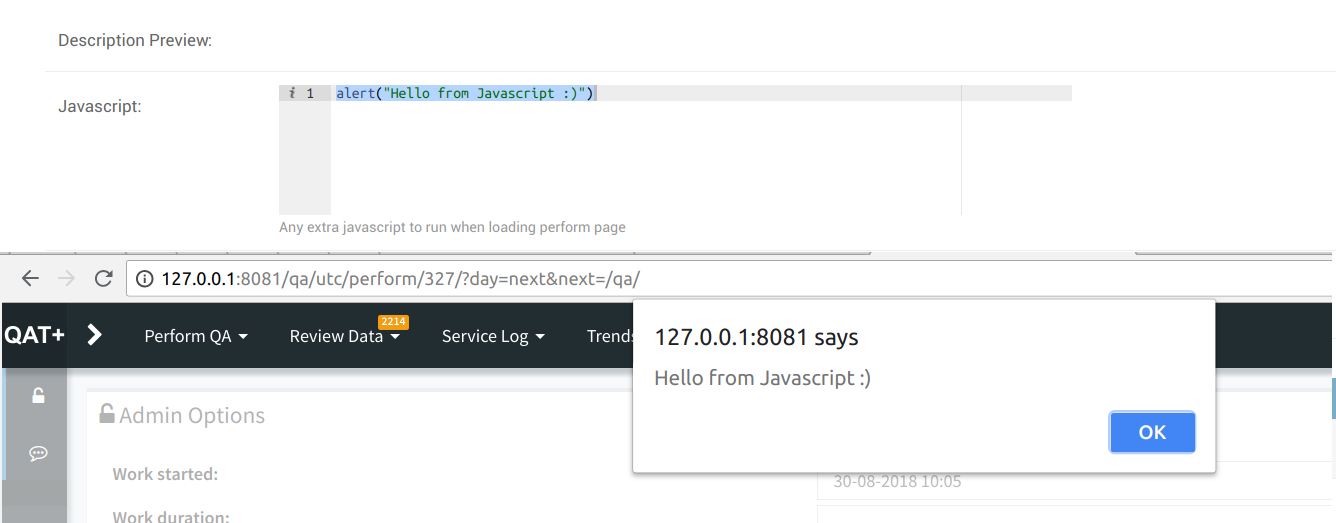 Description Preview:
Javascript:
i 1 alert("Hello from Javascript :)")
Any extra javascript to run when loading perform page
127.0.0.1:8081/qa/utc/perform/327/?day=next&next=/qa/
QAT+ Perform QA Review Data 2214 Service Log Trends
127.0.0.1:8081 says
Hello from Javascript :)
OK
Admin Options
Work started:
30-08-2018 10:05
Work duration: